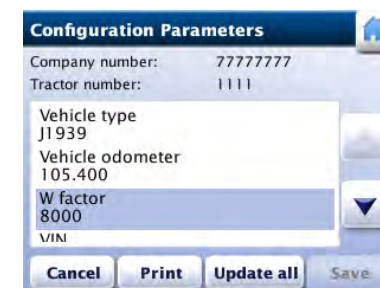 Configuration Parameters
Company number: 77777777
Tractor number: 1111
Vehicle type
J1939
Vehicle odometer
105.400
W factor
8000
VIN
Cancel Print Update all Save